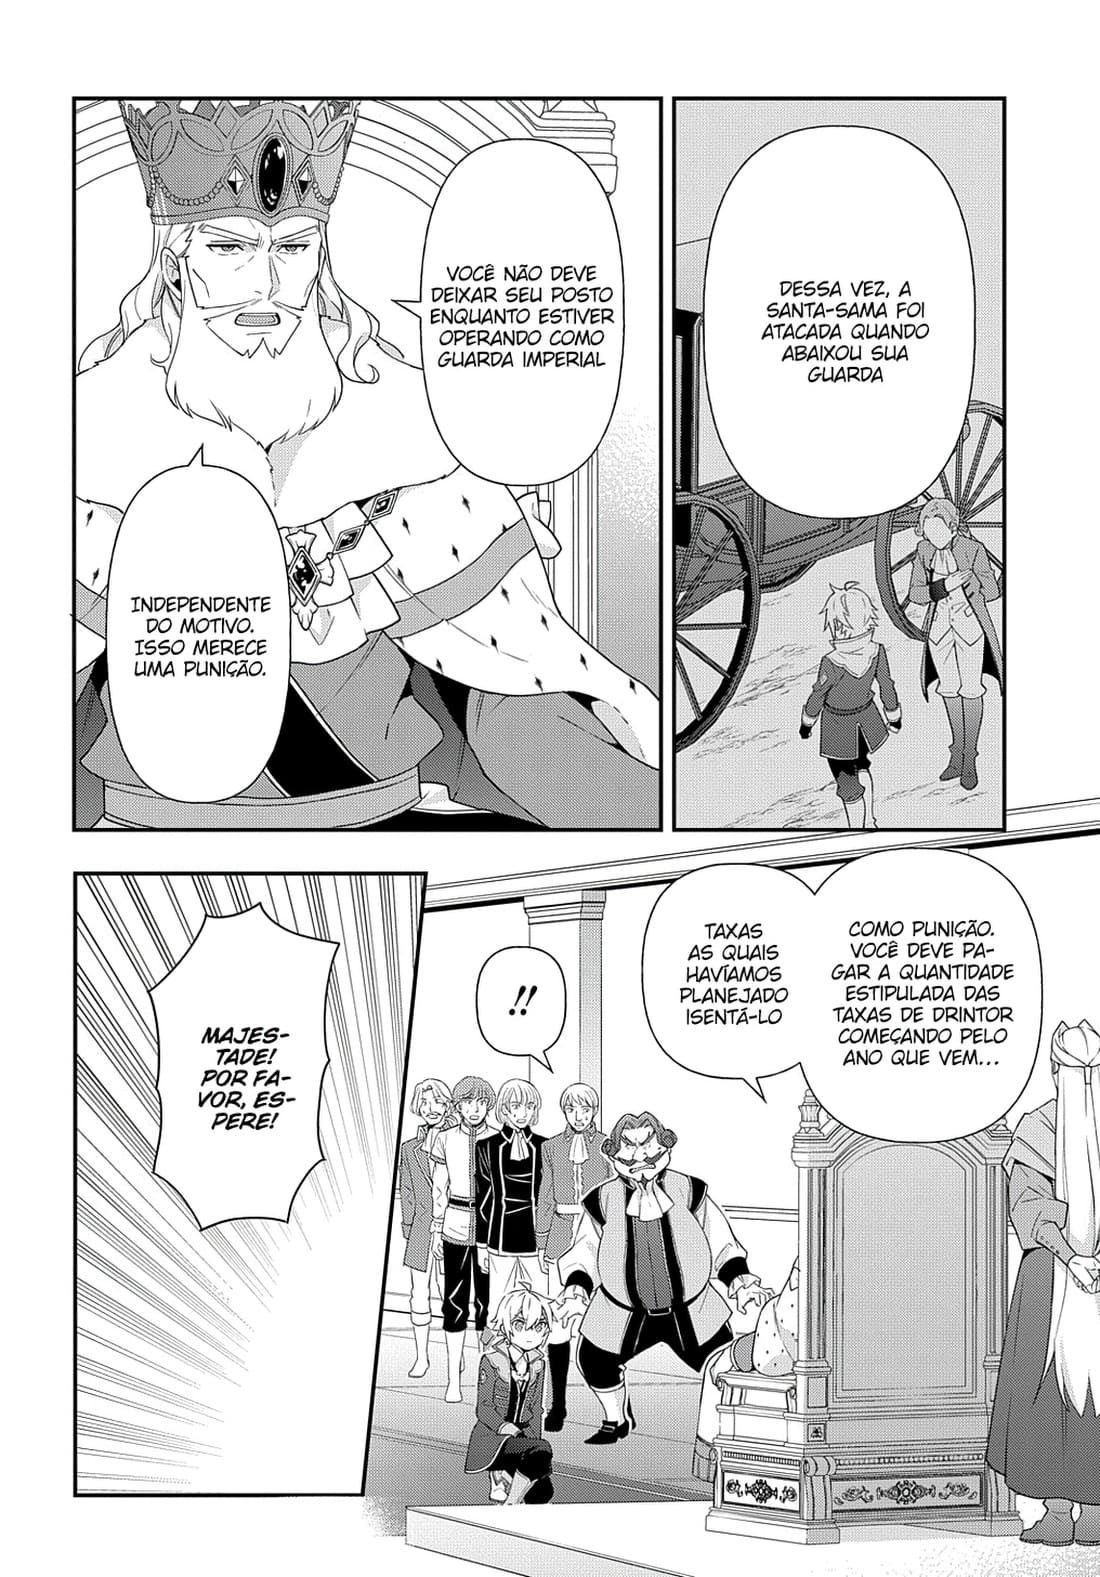 DESSA VEZ, A
SANTA-SAMA FOI
ATACADA QUANDO
ABAIXOU SUA
GUARDA
VOCÊ NÃO DEVE
DEIXAR SEU POSTO
ENQUANTO ESTIVER
OPERANDO COMO
GUARDA IMPERIAL
INDEPENDENTE
DO MOTIVO.
ISSO MERECE
UMA PUNIÇÃO.
COMO PUNIÇÃO.
VOCÊ DEVE PA-
GAR A QUANTIDADE
ESTIPULADA DAS
TAXAS DE DRINTOR
COMEÇANDO PELO
ANO QUE VEM...
TAXAS
AS QUAIS
HAVÍAMOS
PLANEJADO
ISENTÁ-LO
!!
MAJES-
TADE!
POR FA-
VOR, ES-
PERE!